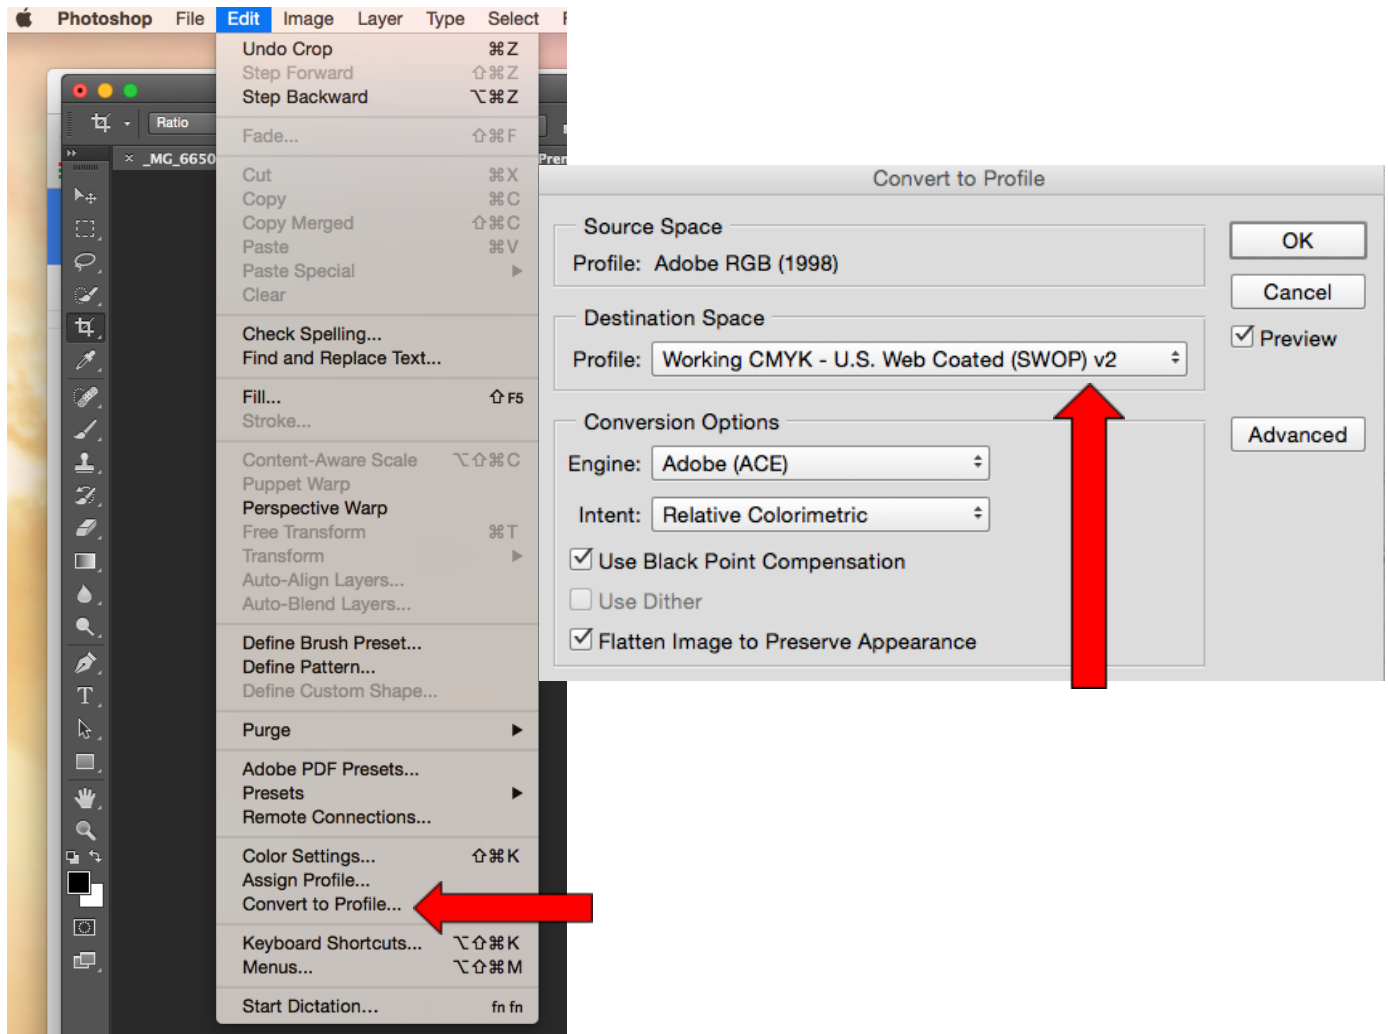 Photoshop File Edit Image Layer Type Select
Undo Crop ⌘Z
Step Forward ⇧⌘Z
Step Backward ⌥⌘Z
Ratio
Fade... ⇧⌘F
× _MG_6650
Cut ⌘X
Copy ⌘C
Copy Merged ⇧⌘C
Paste ⌘V
Paste Special
Clear
Check Spelling...
Find and Replace Text...
Fill... ⇧F5
Stroke...
Content-Aware Scale ⌥⇧⌘C
Puppet Warp
Perspective Warp
Free Transform ⌘T
Transform
Auto-Align Layers...
Auto-Blend Layers...
Define Brush Preset...
Define Pattern...
Define Custom Shape...
Purge
Adobe PDF Presets...
Presets
Remote Connections...
Color Settings... ⇧⌘K
Assign Profile...
Convert to Profile...
Keyboard Shortcuts... ⌥⇧⌘K
Menus... ⌥⇧⌘M
Start Dictation... fn fn
Convert to Profile
Source Space
Profile: Adobe RGB (1998)
Destination Space
Profile: Working CMYK - U.S. Web Coated (SWOP) v2
Conversion Options
Engine: Adobe (ACE)
Intent: Relative Colorimetric
Use Black Point Compensation
Use Dither
Flatten Image to Preserve Appearance
OK
Cancel
Preview
Advanced